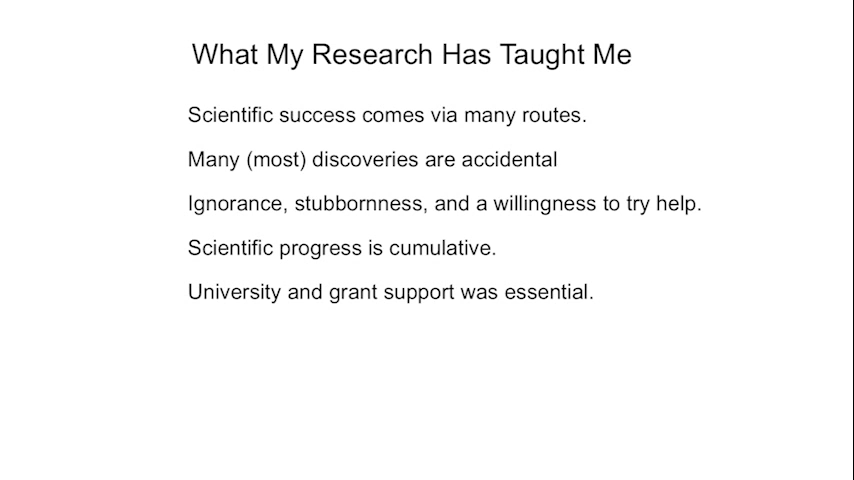 What My Research Has Taught Me
Scientific success comes via many routes.
Many (most) discoveries are accidental
Ignorance, stubbornness, and a willingness to try help.
Scientific progress is cumulative.
University and grant support was essential.